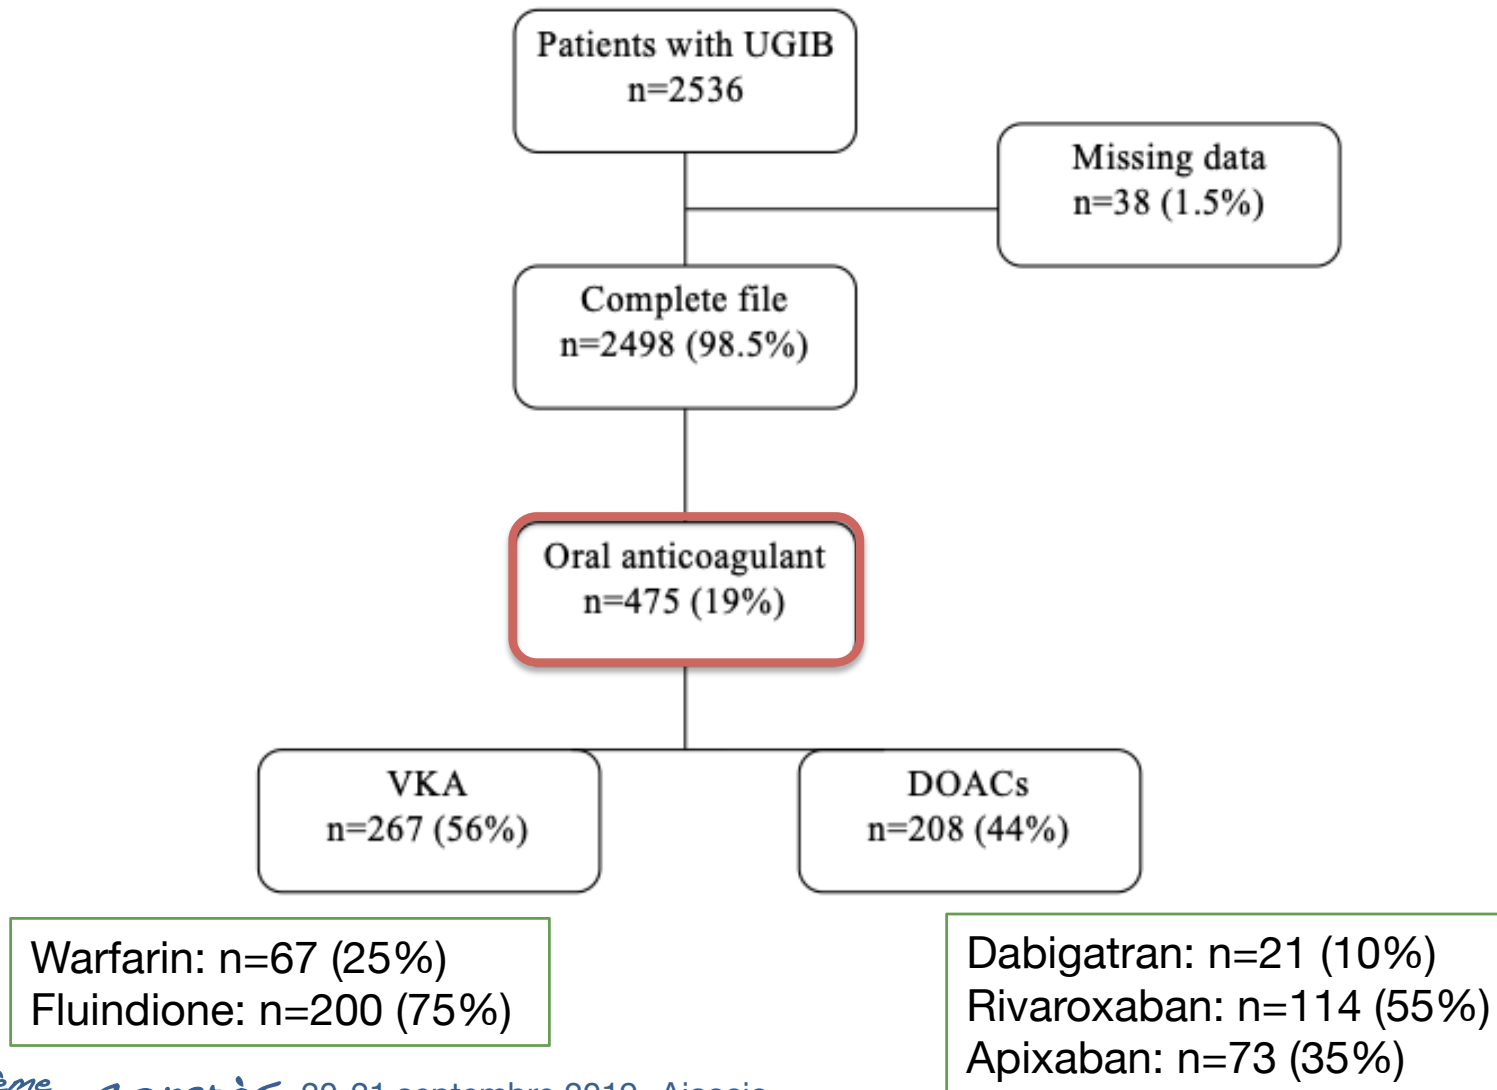 Patients with UGIB
n=2536
Missing data
n=38 (1.5%)
Complete file
n=2498 (98.5%)
Oral anticoagulant
n=475 (19%)
VKA
n=267 (56%)
DOACs
n=208 (44%)
Warfarin: n=67 (25%)
Fluindione: n=200 (75%)
Dabigatran: n=21 (10%)
Rivaroxaban: n=114 (55%)
Apixaban: n=73 (35%)
septembre 2019